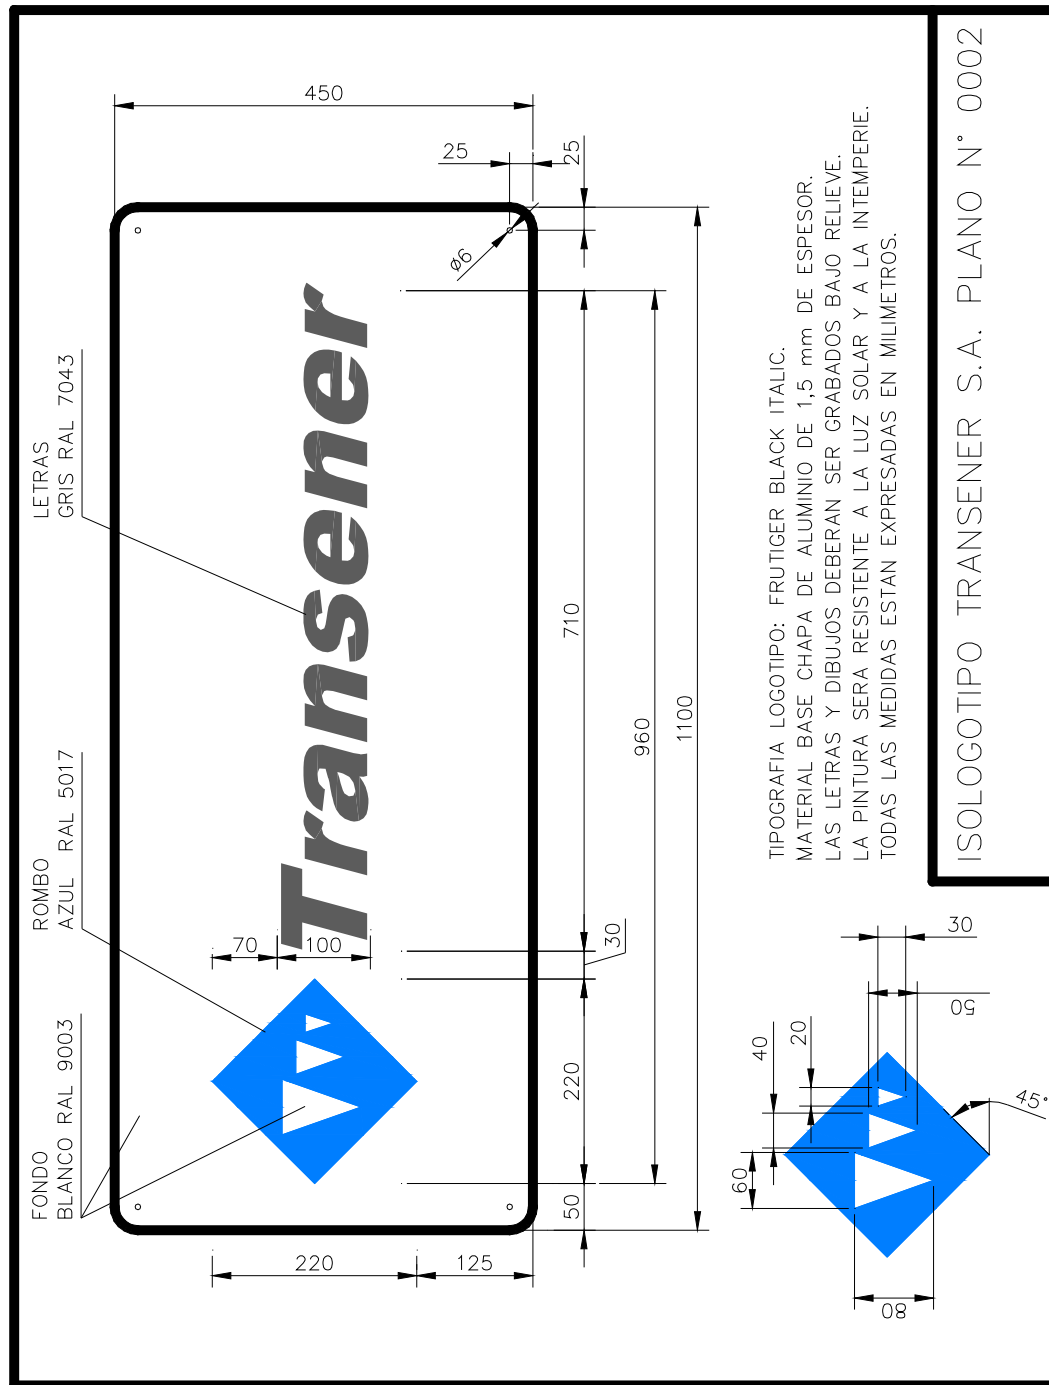 FONDO
BLANCO RAL 9003
ROMBO
AZUL RAL 5017
LETRAS
GRIS RAL 7043
450
25
25
ø6
Transener
70
100
220
125
50
220
30
710
960
1100
TIPOGRAFIA LOGOTIPO: FRUTIGER BLACK ITALIC.
MATERIAL BASE CHAPA DE ALUMINIO DE 1,5 mm DE ESPESOR.
LAS LETRAS Y DIBUJOS DEBERAN SER GRABADOS BAJO RELIEVE.
LA PINTURA SERA RESISTENTE A LA LUZ SOLAR Y A LA INTEMPERIE.
TODAS LAS MEDIDAS ESTAN EXPRESADAS EN MILIMETROS.
60
40
20
30
50
80
45°
ISOLOGOTIPO TRANSENER S.A. PLANO N° 0002